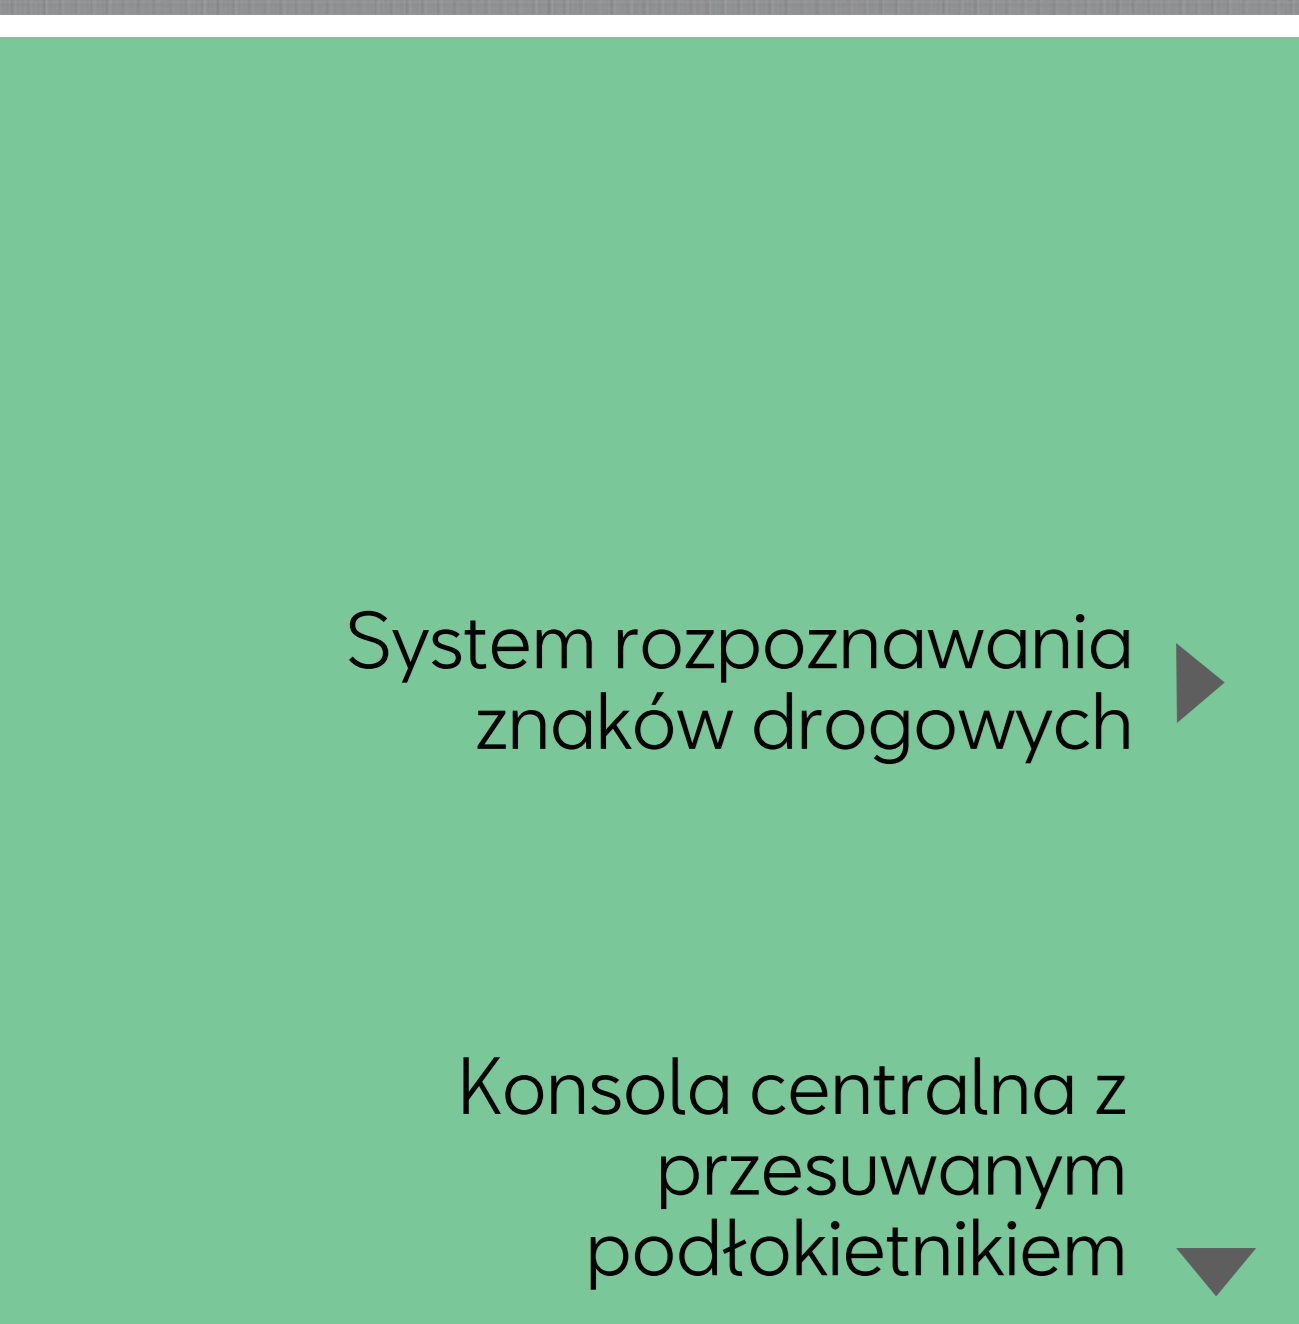 System rozpoznawania
znaków drogowych
Konsola centralna z
przesuwanym
podłokietnikiem